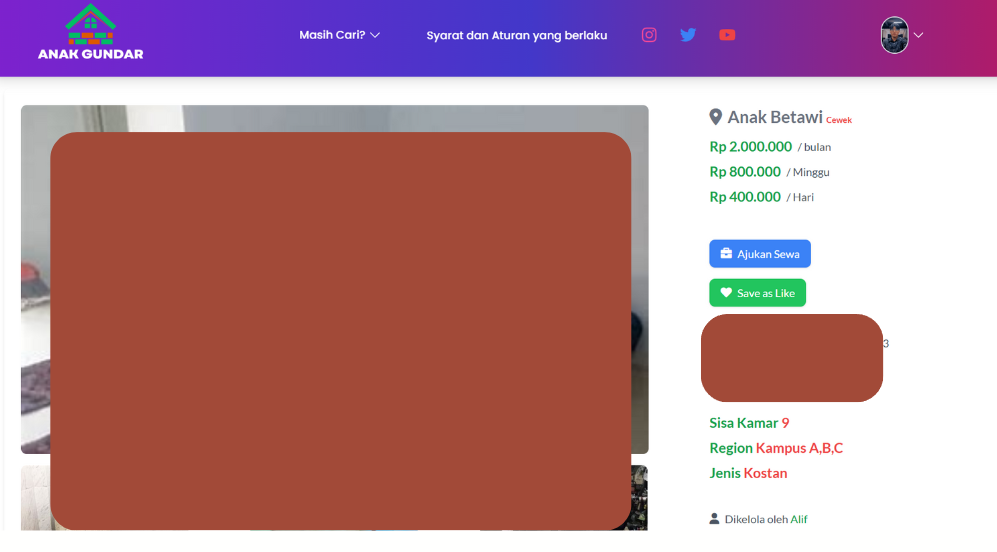 ANAK GUNDAR
Masih Cari?
Syarat dan Aturan yang berlaku
Anak Betawi Cewek
Rp 2.000.000 / bulan
Rp 800.000 / Minggu
Rp 400.000 / Hari
Ajukan Sewa
Save as Like
3
Sisa Kamar 9
Region Kampus A,B,C
Jenis Kostan
Dikelola oleh Alif